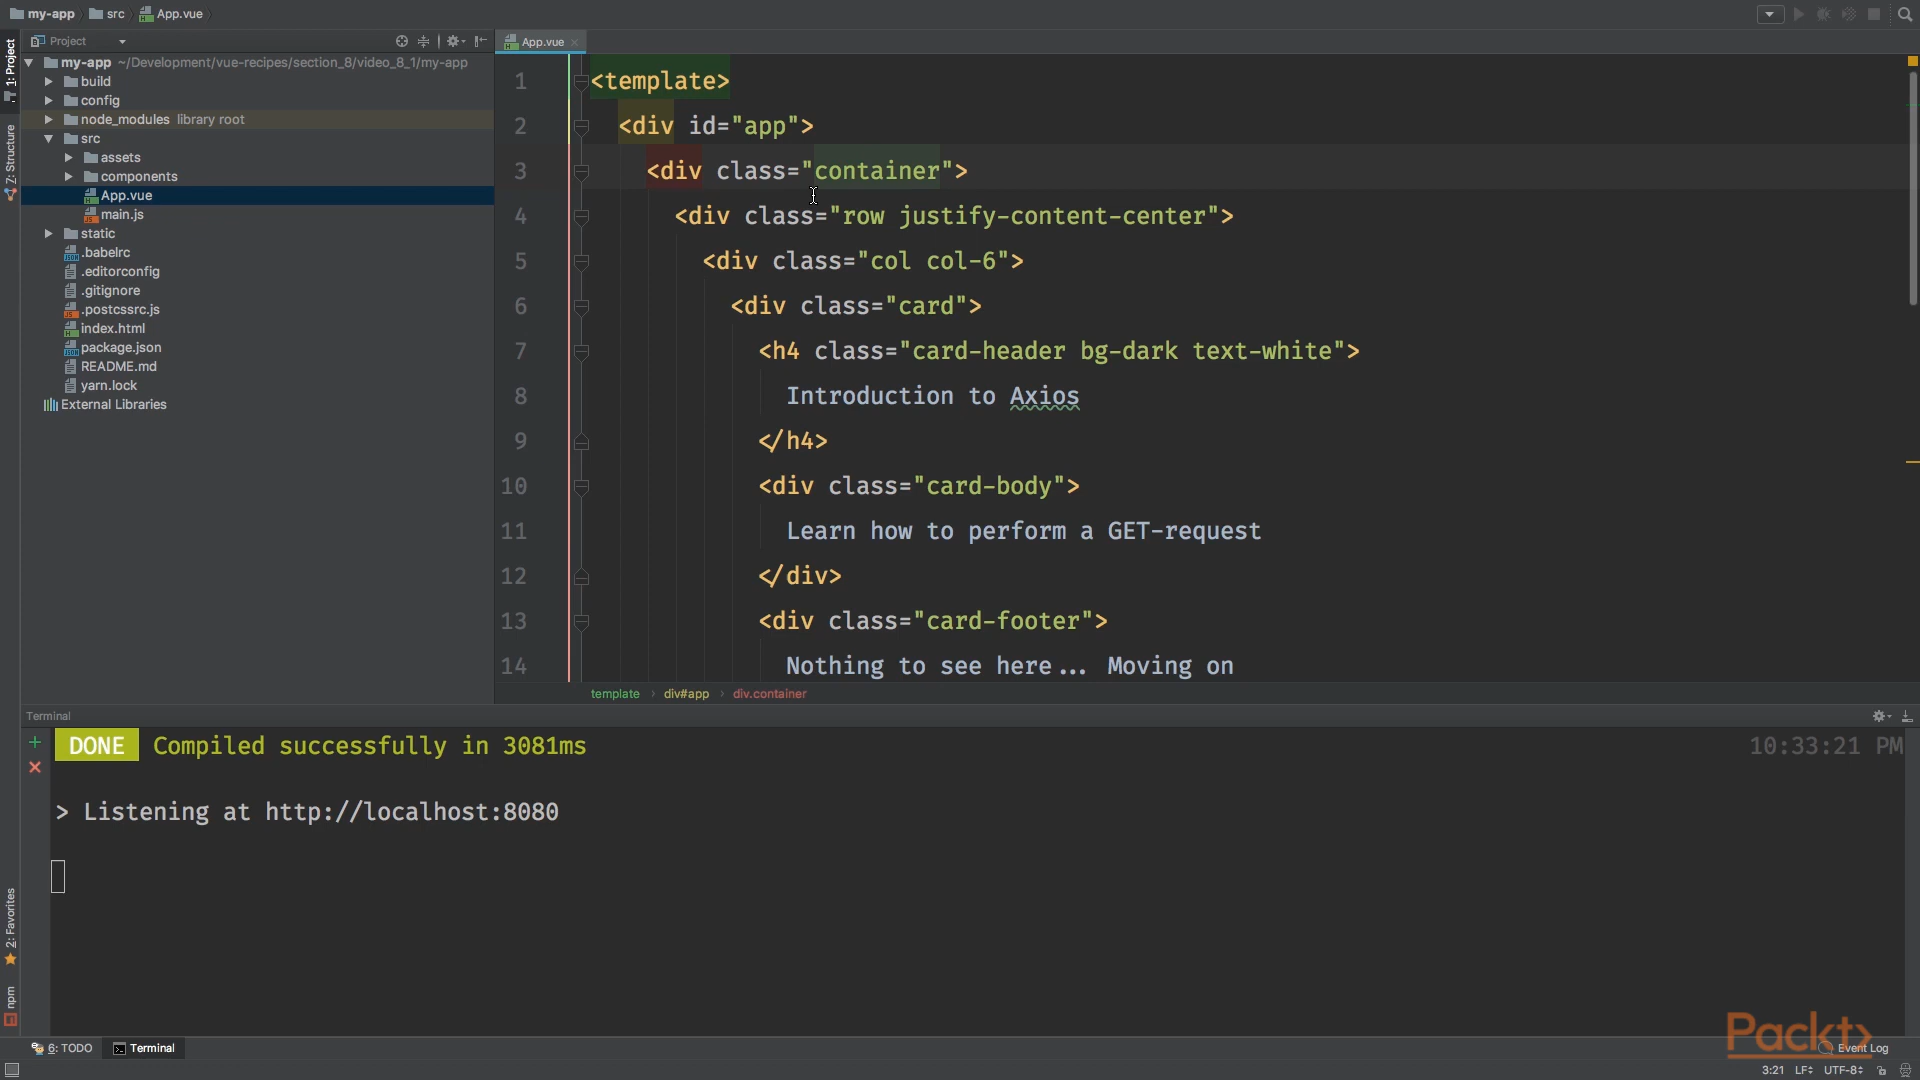 my-app src App.vue
1: Project
Project
App.vue
my-app ~/Development/vue-recipes/section_8/video_8_1/my-app
build
config
node_modules library root
src
assets
components
App.vue
main.js
static
.babelrc
.editorconfig
.gitignore
.postcssrc.js
index.html
package.json
README.md
yarn.lock
External Libraries
Z: Structure
1 <template>
2 <div id="app">
3 <div class="container">
4 <div class="row justify-content-center">
5 <div class="col col-6">
6 <div class="card">
7 <h4 class="card-header bg-dark text-white">
8 Introduction to Axios
9 </h4>
10 <div class="card-body">
11 Learn how to perform a GET-request
12 </div>
13 <div class="card-footer">
14 Nothing to see here... Moving on
template › div#app › div.container
Terminal
DONE Compiled successfully in 3081ms 10:33:21 PM
> Listening at http://localhost:8080
2: Favorites
npm
Packt>
6: TODO Terminal Event Log
3:21 LF UTF-8